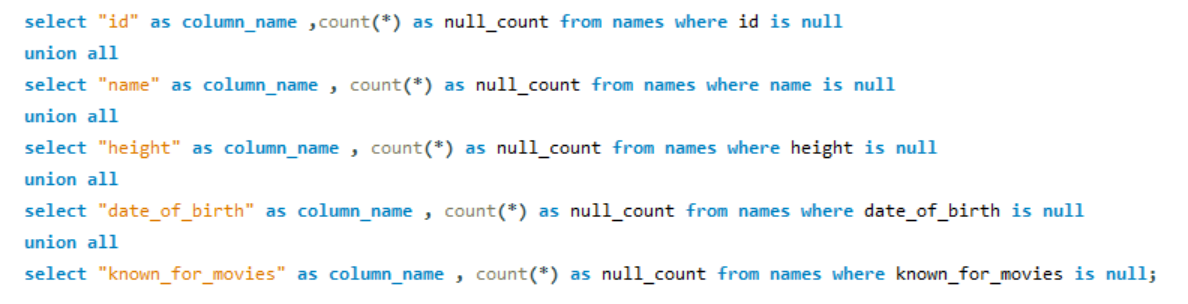 select "id" as column_name ,count(*) as null_count from names where id is null
union all
select "name" as column_name , count(*) as null_count from names where name is null
union all
select "height" as column_name , count(*) as null_count from names where height is null
union all
select "date_of_birth" as column_name , count(*) as null_count from names where date_of_birth is null
union all
select "known_for_movies" as column_name , count(*) as null_count from names where known_for_movies is null;